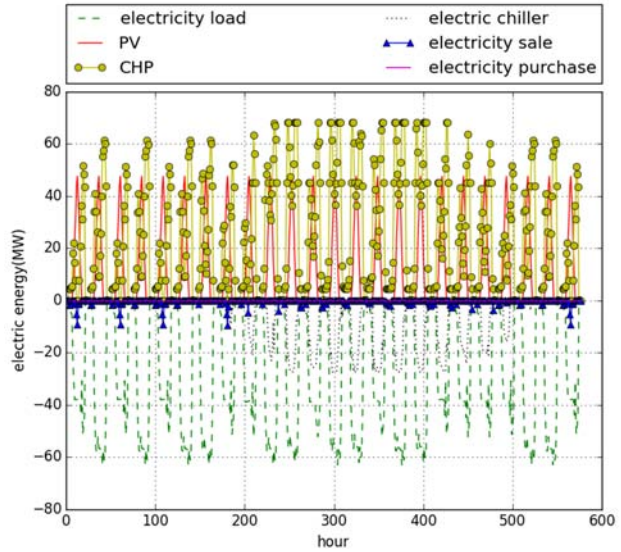 electricity load
PV
CHP
electric chiller
electricity sale
electricity purchase
80
60
40
20
0
−20
−40
−60
−80
electric energy(MW)
0 100 200 300 400 500 600
hour